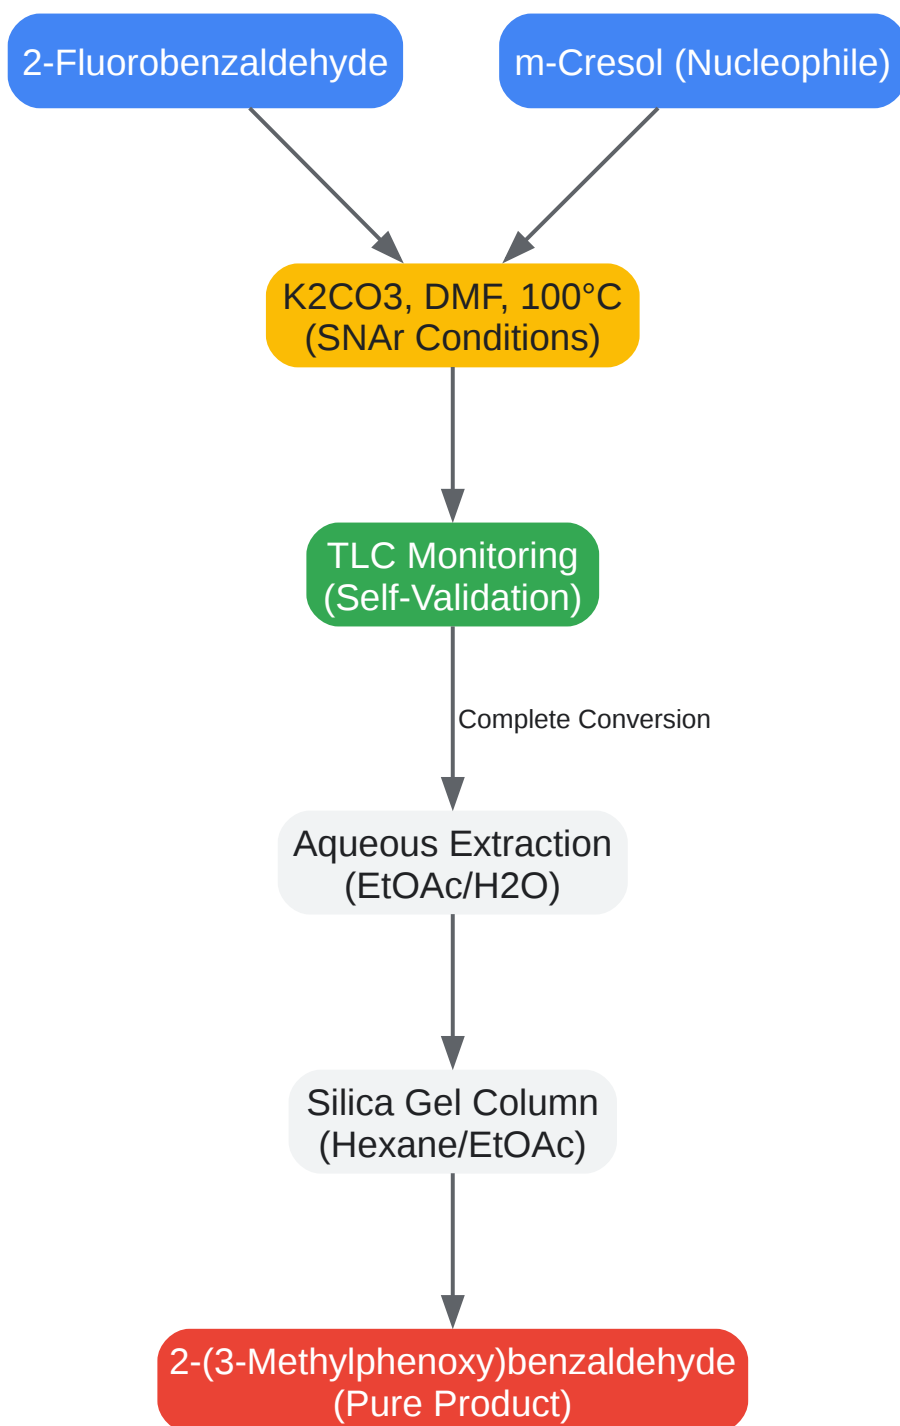 2-Fluorobenzaldehyde
m-Cresol (Nucleophile)
K2CO3, DMF, 100°C
(SNAr Conditions)
TLC Monitoring
(Self-Validation)
Complete Conversion
Aqueous Extraction
(EtOAc/H2O)
Silica Gel Column
(Hexane/EtOAc)
2-(3-Methylphenoxy)benzaldehyde
(Pure Product)